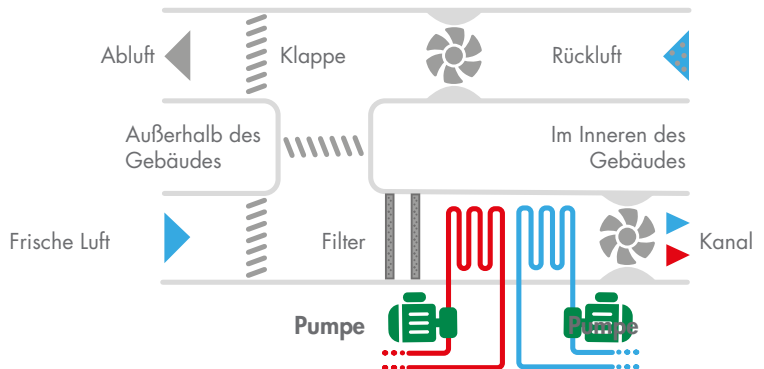 Abluft
Klappe
Rückluft
Außerhalb des
Gebäudes
Im Inneren des
Gebäudes
Frische Luft
Filter
Kanal
Pumpe
Pumpe